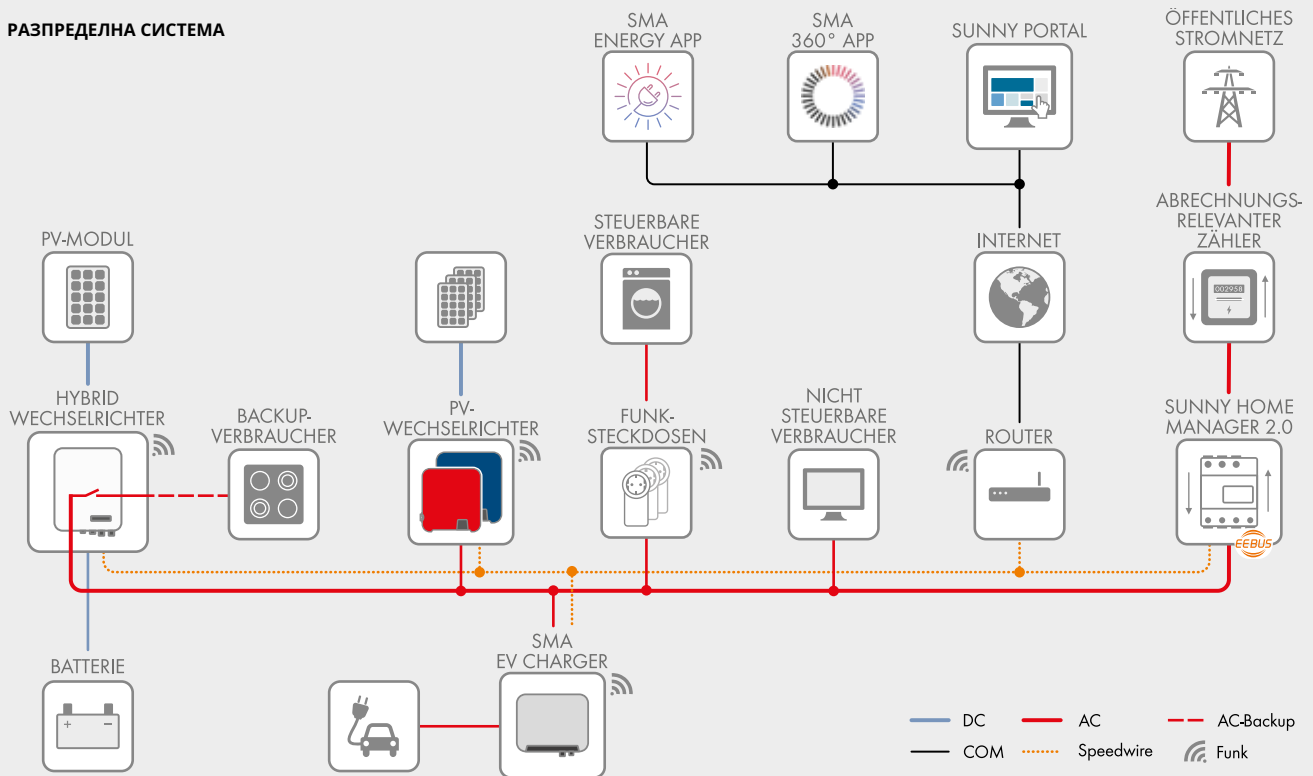 РАЗПРЕДЕЛНА СИСТЕМА
SMA
ENERGY APP
SMA
360° APP
SUNNY PORTAL
ÖFFENTLICHES
STROMNETZ
PV-MODUL
STEUERBARE
VERBRAUCHER
INTERNET
ABRECHNUNGS-
RELEVANTER
ZÄHLER
002958
HYBRID
WECHSELRICHTER
BACKUP-
VERBRAUCHER
PV-
WECHSELRICHTER
FUNK-
STECKDOSEN
NICHT
STEUERBARE
VERBRAUCHER
ROUTER
SUNNY HOME
MANAGER 2.0
EEBUS
BATTERIE
+ −
SMA
EV CHARGER
DC
AC
AC-Backup
COM
Speedwire
Funk